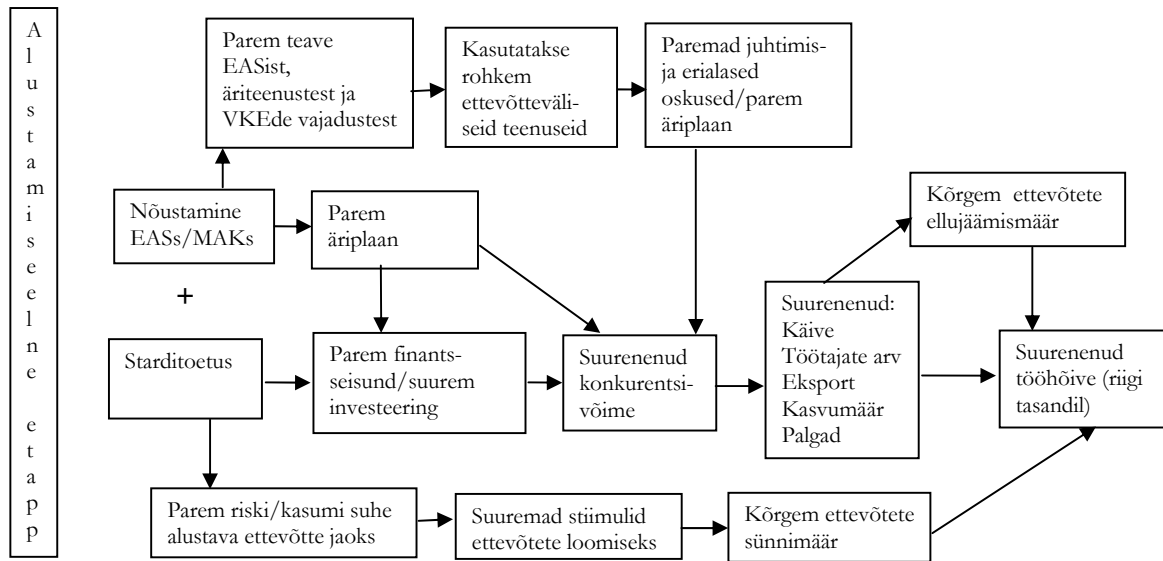 Alustamiseelne etapp
Parem teave
EASist,
äriteenustest ja
VKEde vajadustest
Kasutatakse
rohkem
ettevõtteväli-
seid teenuseid
Paremad juhtimis-
ja erialased
oskused/parem
äriplaan
Nõustamine
EASs/MAKs
Parem
äriplaan
Kõrgem ettevõtete
ellujäämismäär
+
Starditoetus
Parem finants-
seisund/suurem
investeering
Suurenenud
konkurentsi-
võime
Suurenenud:
Käive
Töötajate arv
Eksport
Kasvumäär
Palgad
Suurenenud
tööhõive (riigi
tasandil)
Parem riski/kasumi suhe
alustava ettevõtte jaoks
Suuremad stiimulid
ettevõtete loomiseks
Kõrgem ettevõtete
sünnimäär